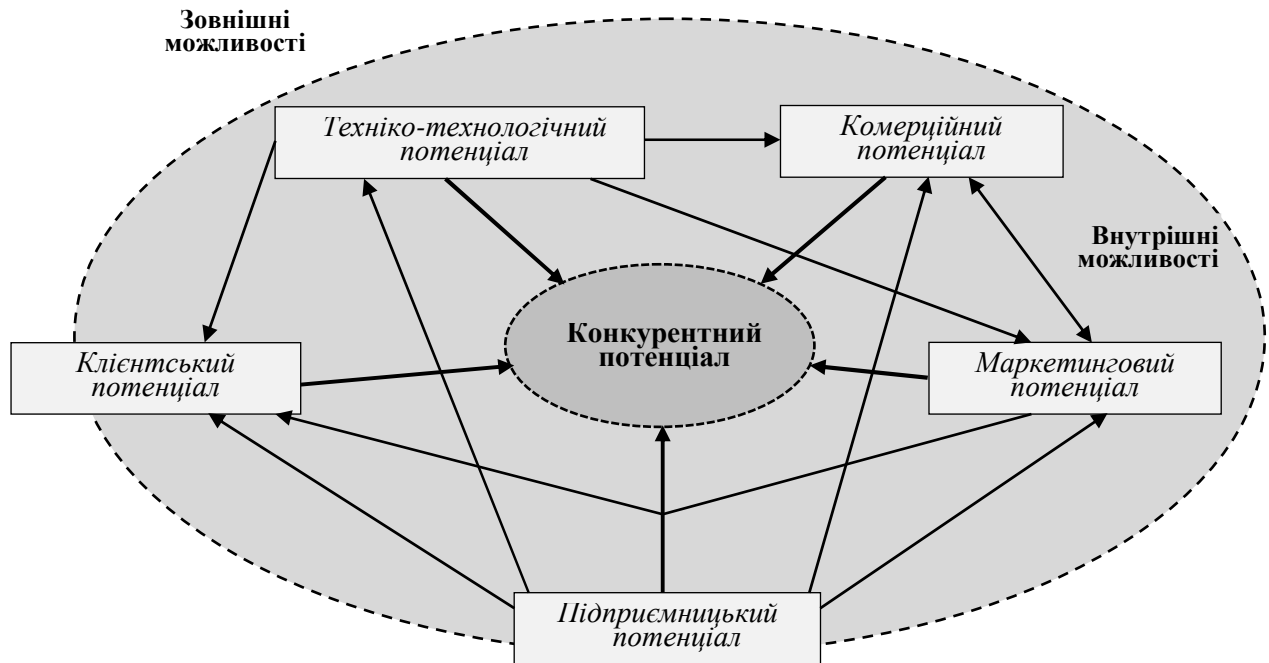 Зовнішні
можливості
Техніко-технологічний
потенціал
Комерційний
потенціал
Внутрішні
можливості
Конкурентний
потенціал
Клієнтський
потенціал
Маркетинговий
потенціал
Підприємницький
потенціал